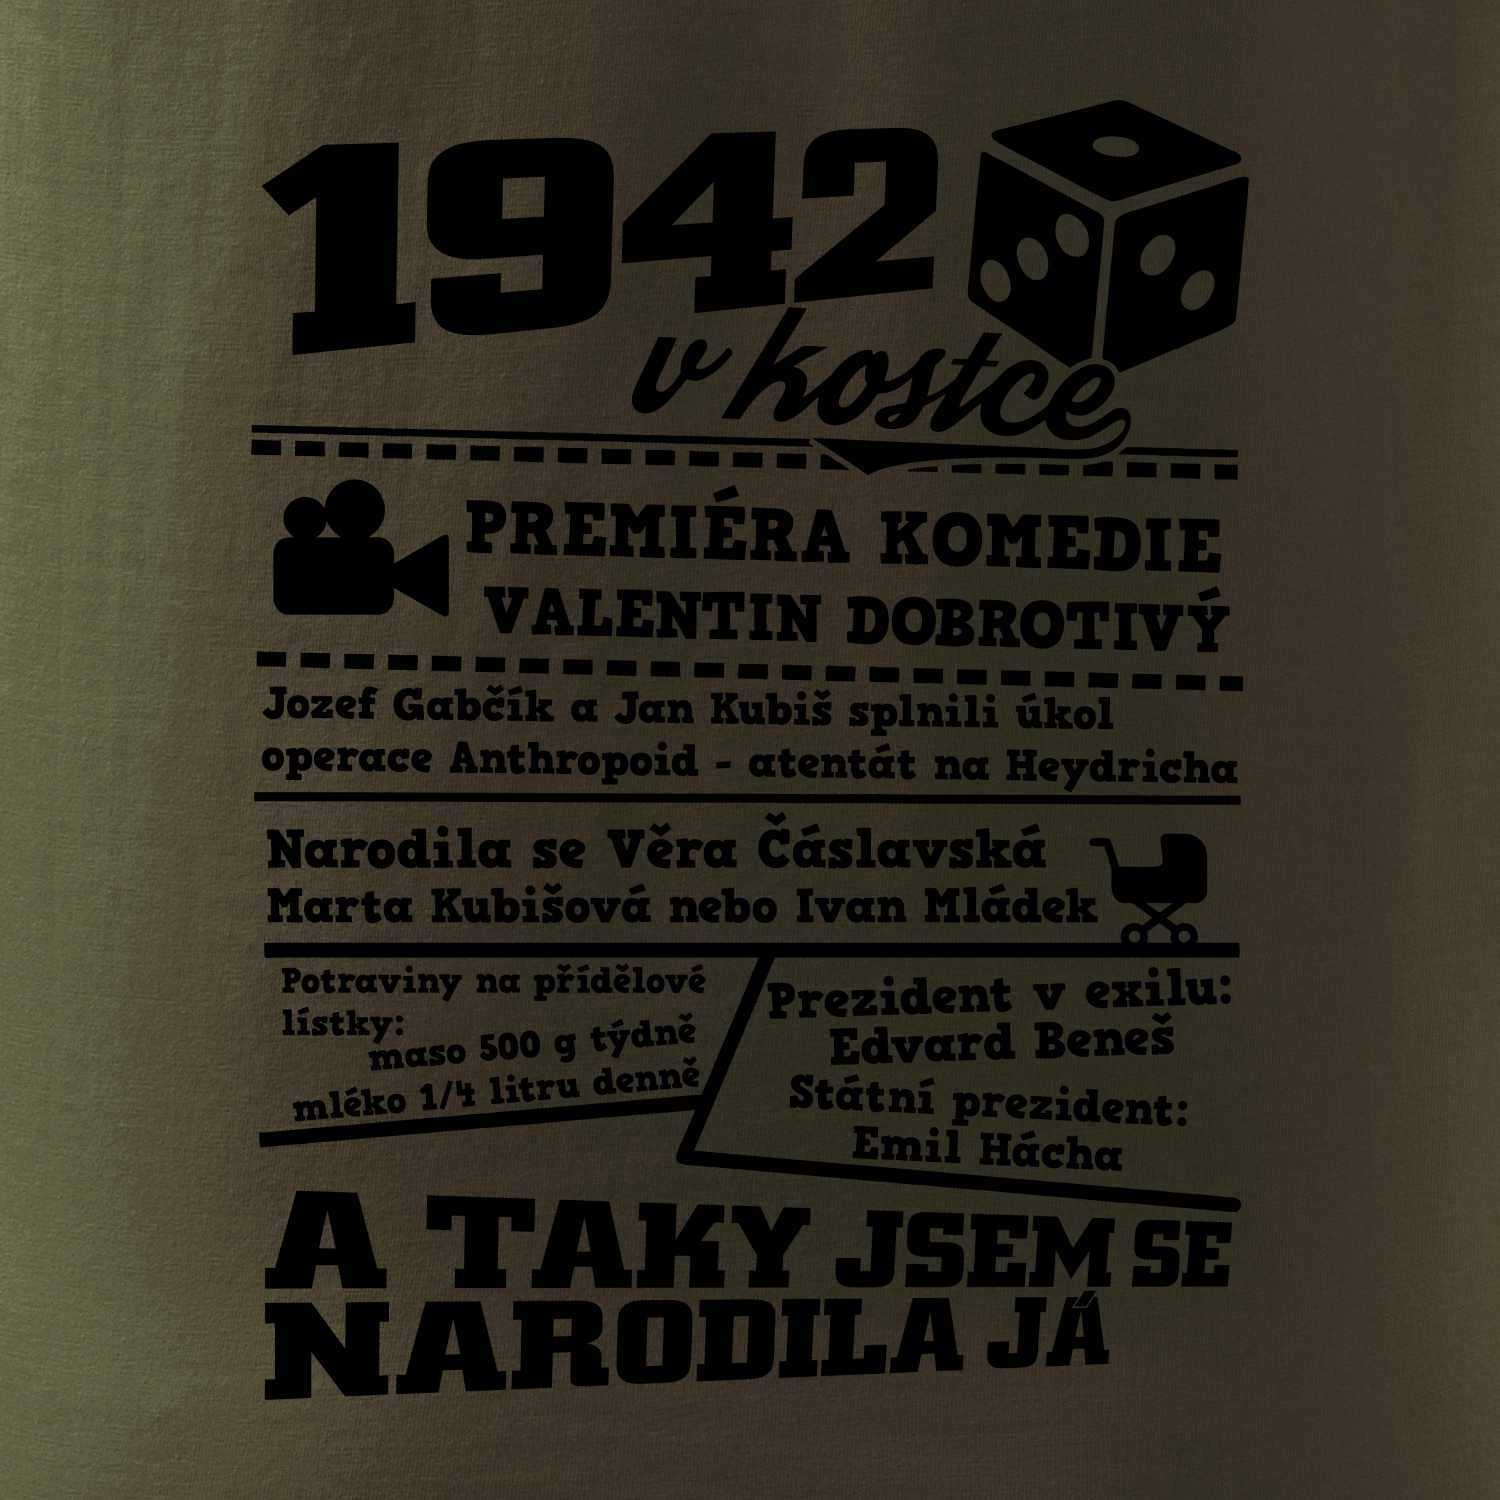 1942
v kostce
PREMIÉRA KOMEDIE
VALENTIN DOBROTIVÝ
Jozef Gabčík a Jan Kubiš splnili úkol
operace Anthropoid - atentát na Heydricha
Narodila se Věra Čáslavská
Marta Kubišová nebo Ivan Mládek
Potraviny na přídělové
lístky:
maso 500 g týdně
mléko 1/4 litru denně
Prezident v exilu:
Edvard Beneš
Státní prezident:
Emil Hácha
A TAKY JSEM SE
NARODILA JÁ